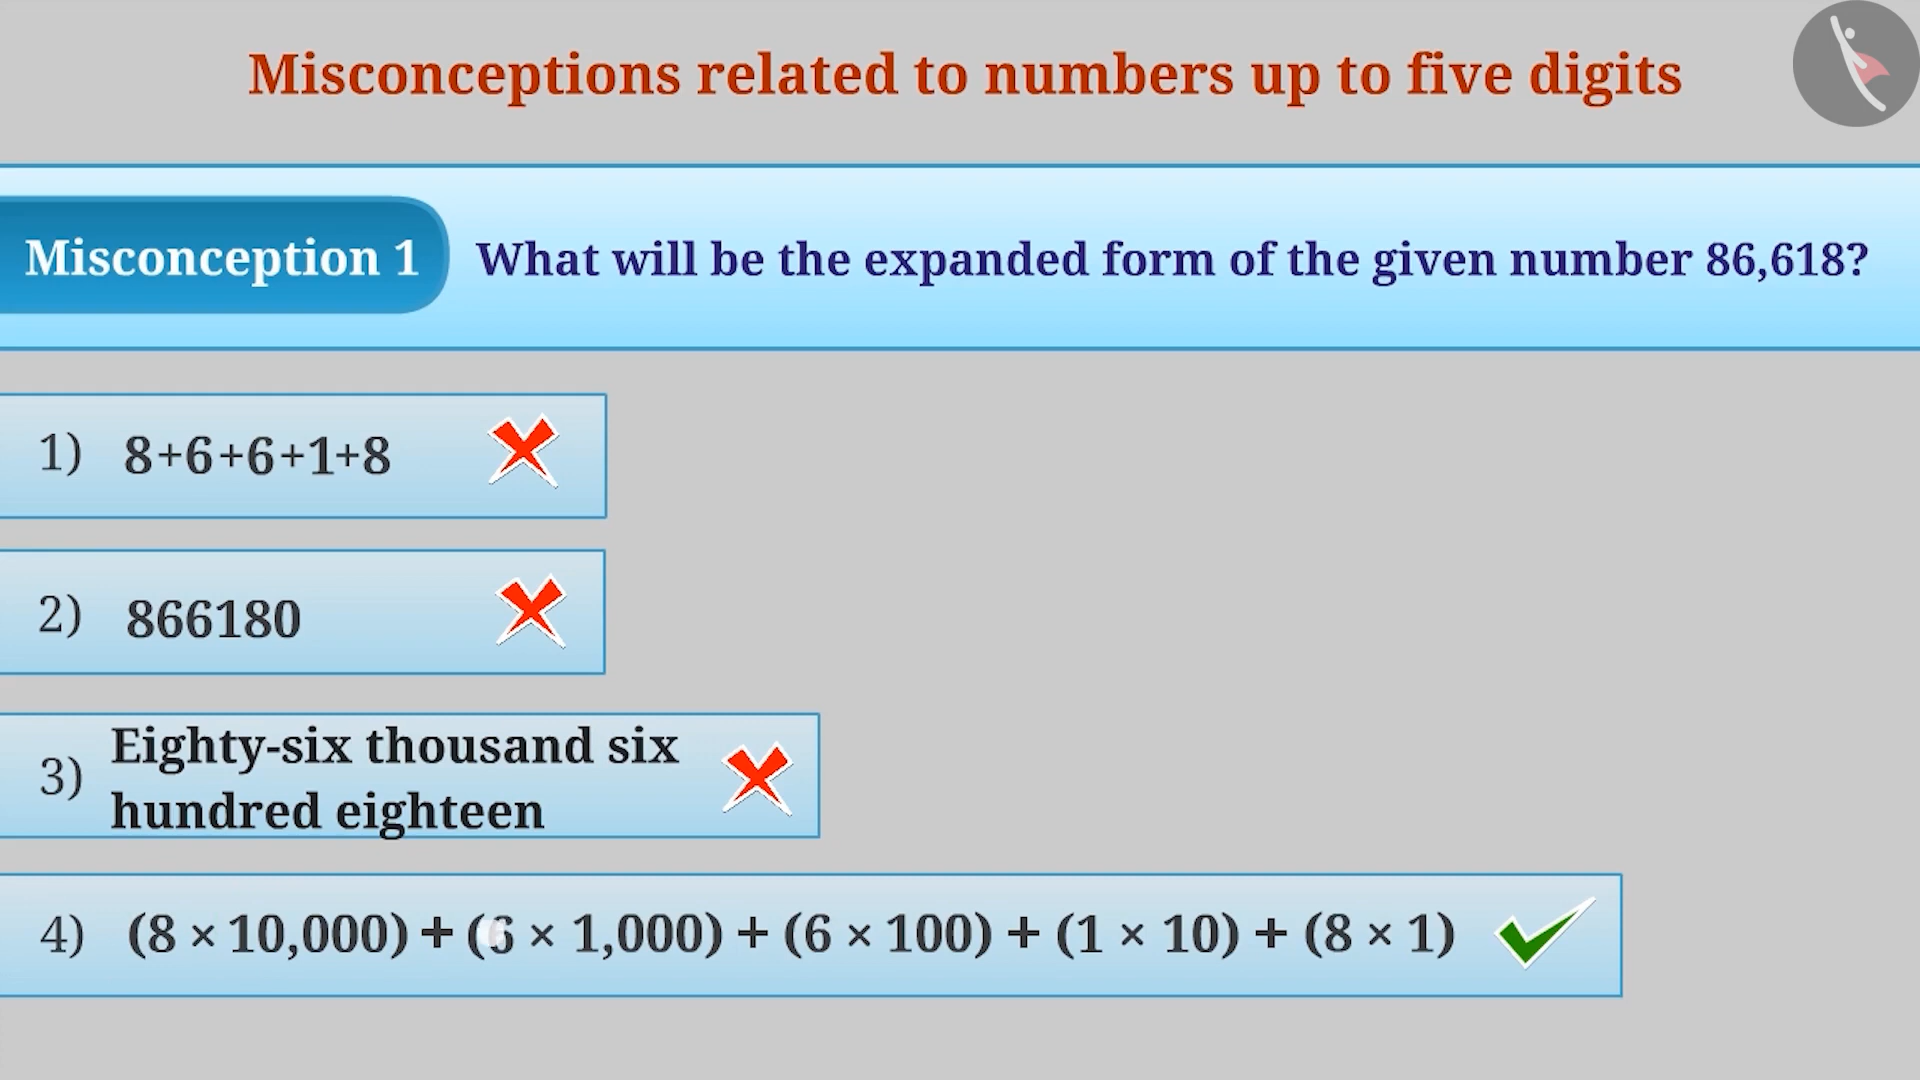 Misconceptions related to numbers up to five digits
Misconception 1
What will be the expanded form of the given number 86,618?
1) 8+6+6+1+8
2) 866180
3) Eighty-six thousand six
hundred eighteen
4) (8 × 10,000) + (6 × 1,000) + (6 × 100) + (1 × 10) + (8 × 1)